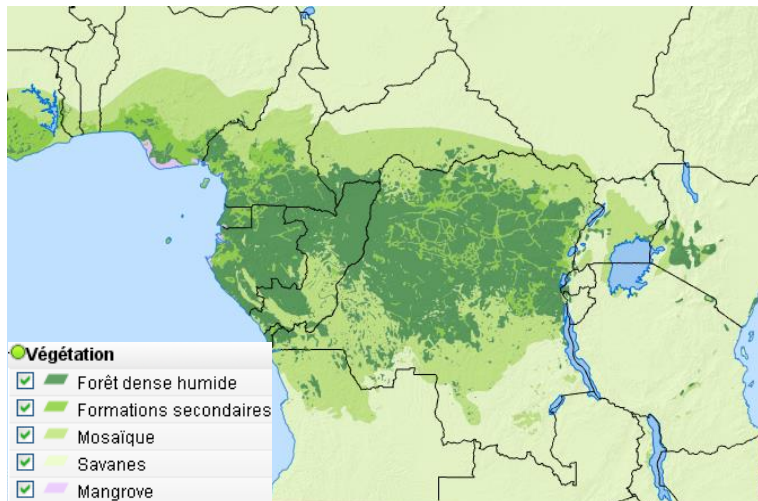 Végétation
Forêt dense humide
Formations secondaires
Mosaïque
Savanes
Mangrove